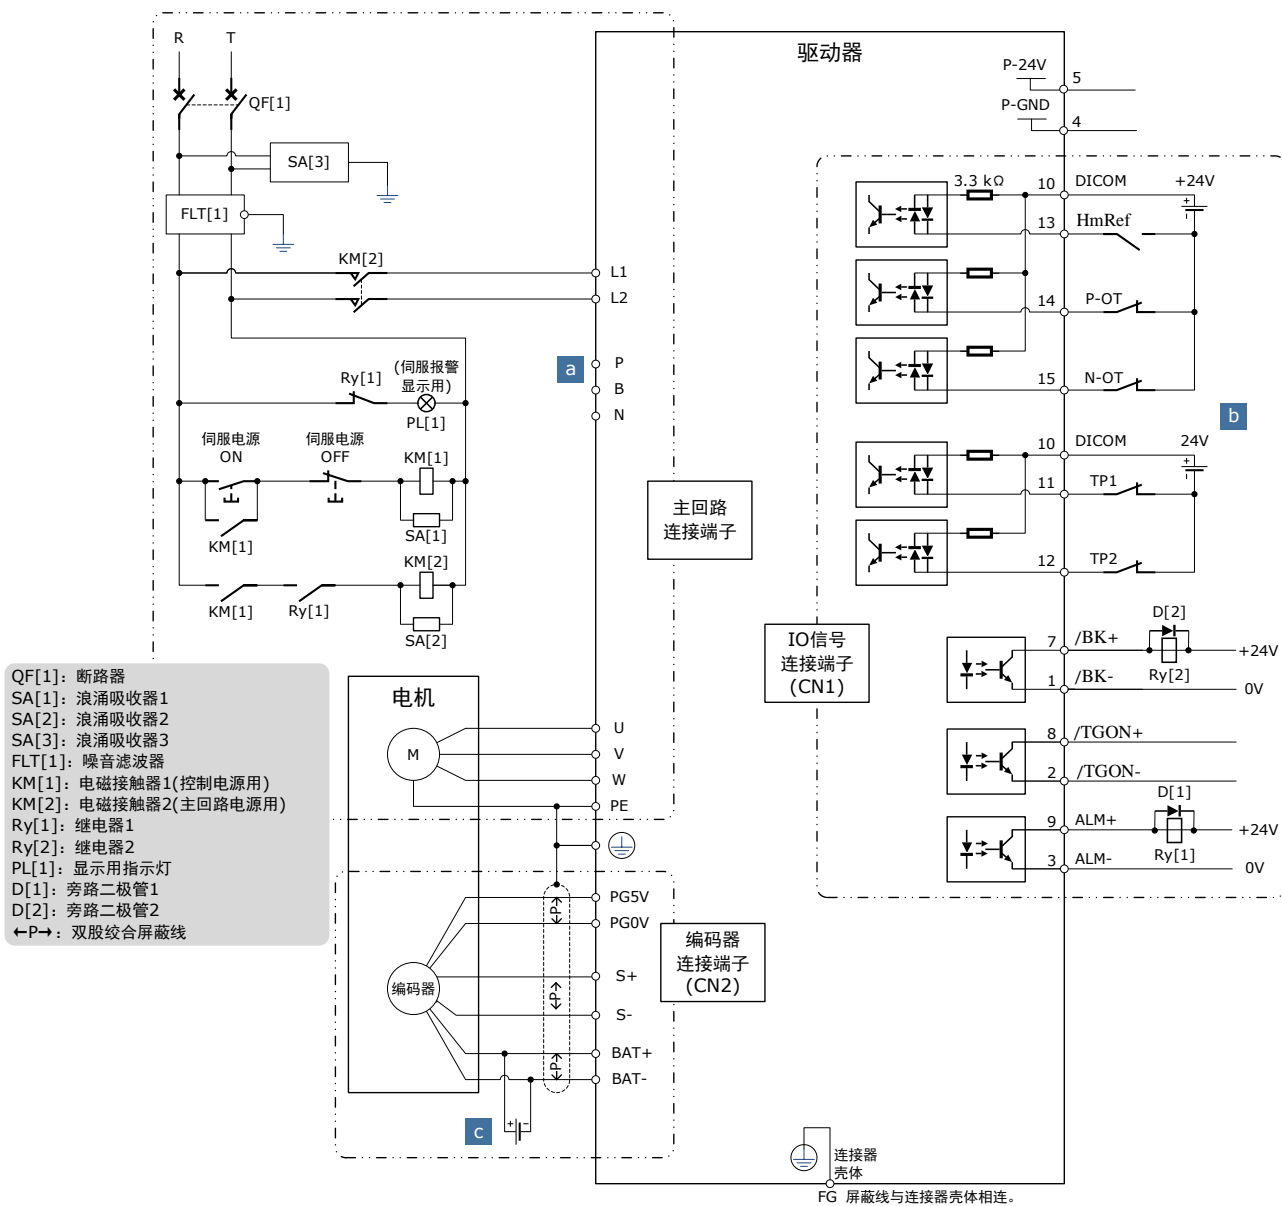 R
T
QF[1]
SA[3]
FLT[1]
KM[2]
L1
L2
a
P
B
N
Ry[1]
(伺服报警
显示用)
PL[1]
伺服电源
ON
伺服电源
OFF
KM[1]
SA[1]
KM[1]
KM[2]
SA[2]
KM[1]
Ry[1]
主回路
连接端子
QF[1]：断路器
SA[1]：浪涌吸收器1
SA[2]：浪涌吸收器2
SA[3]：浪涌吸收器3
FLT[1]：噪音滤波器
KM[1]：电磁接触器1(控制电源用)
KM[2]：电磁接触器2(主回路电源用)
Ry[1]：继电器1
Ry[2]：继电器2
PL[1]：显示用指示灯
D[1]：旁路二极管1
D[2]：旁路二极管2
←P→：双股绞合屏蔽线
电机
M
U
V
W
PE
编码器
PG5V
PG0V
S+
S-
BAT+
BAT-
←P→
←P→
←P→
+ -
c
编码器
连接端子
(CN2)
驱动器
P-24V
5
P-GND
4
3.3 kΩ
10 DICOM
+24V
+
-
13 HmRef
14 P-OT
15 N-OT
b
10 DICOM
24V
+
-
11 TP1
12 TP2
IO信号
连接端子
(CN1)
7 /BK+
D[2]
Ry[2]
+24V
1 /BK-
0V
8 /TGON+
2 /TGON-
9 ALM+
D[1]
Ry[1]
+24V
3 ALM-
0V
连接器
壳体
FG 屏蔽线与连接器壳体相连。